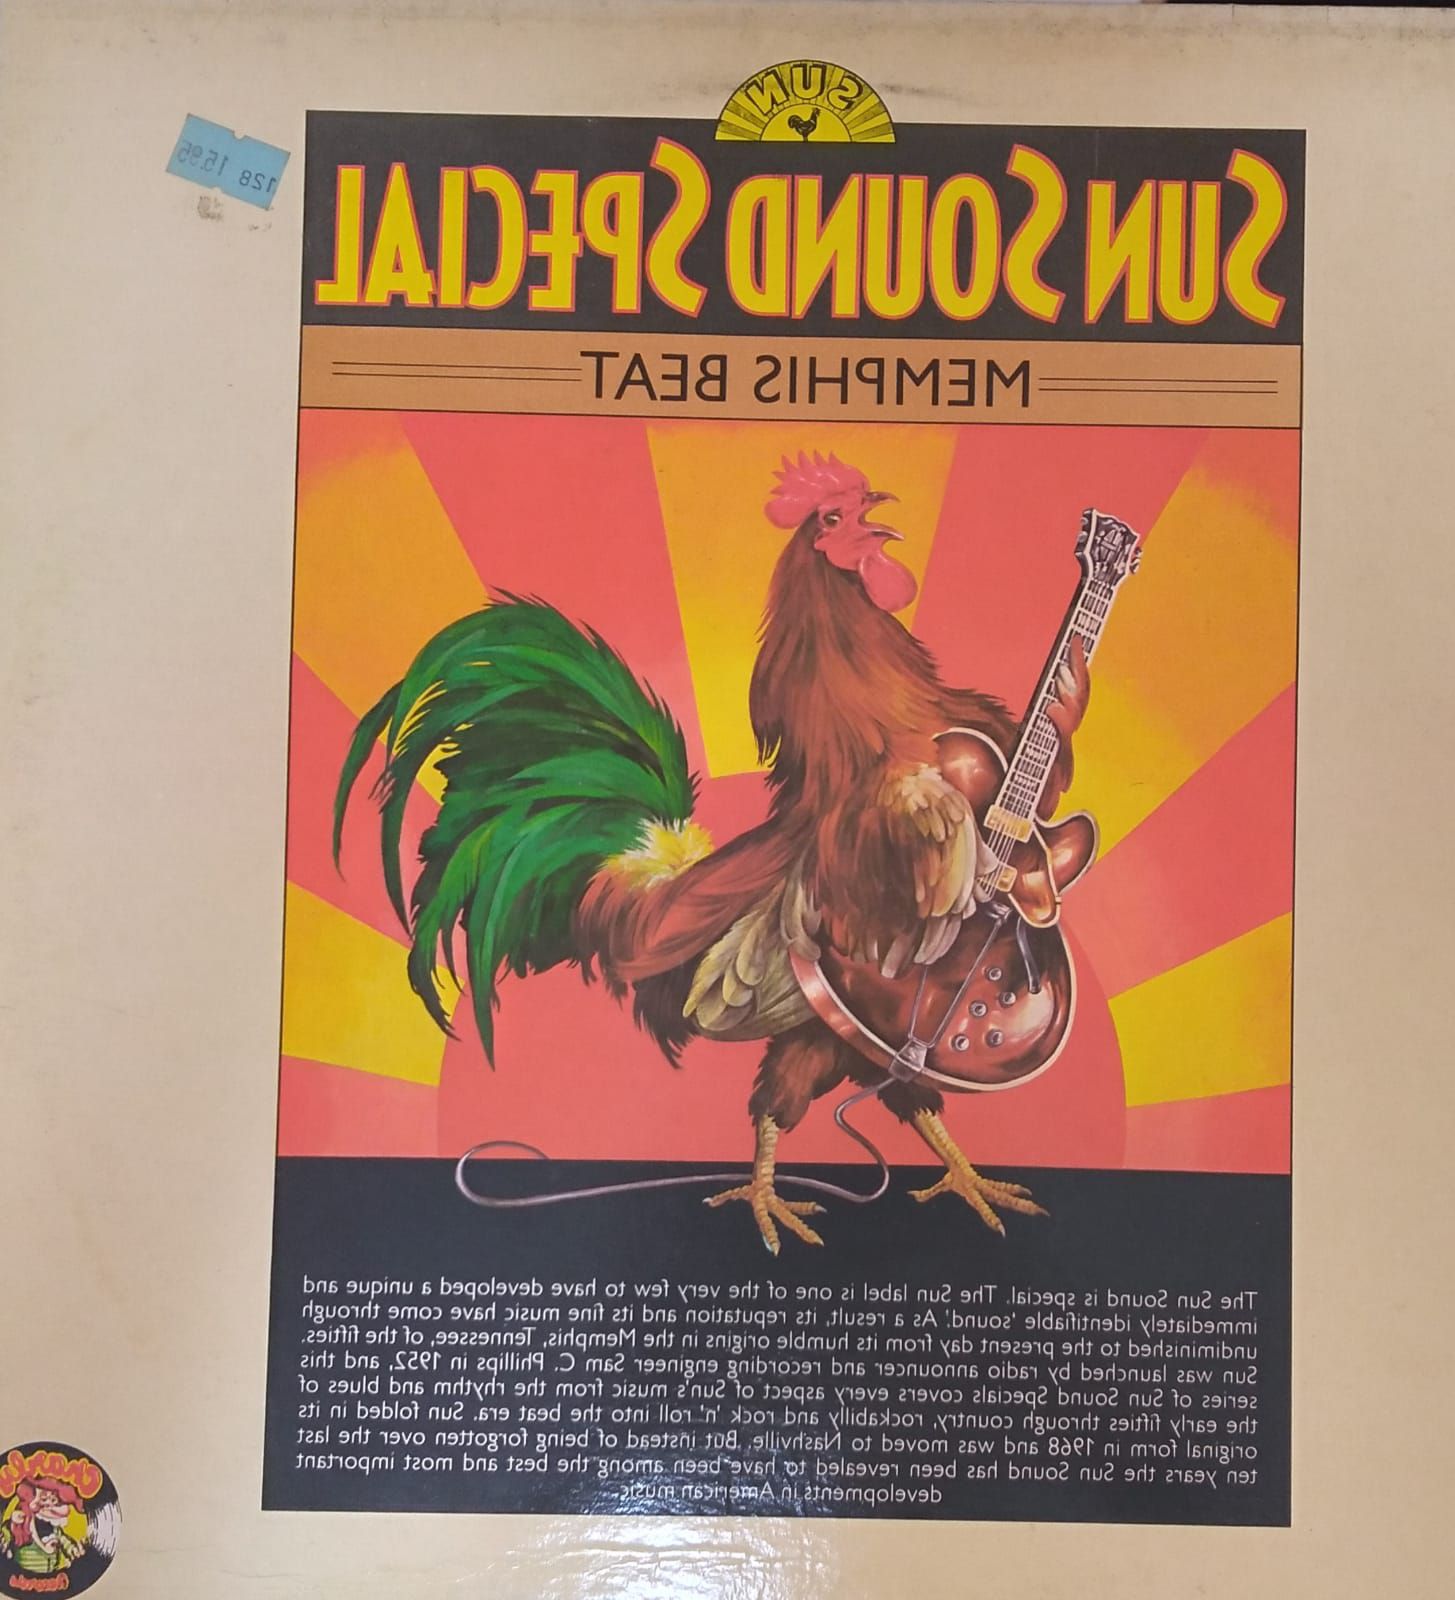 SUN
SUN SOUND SPECIAL
128 15.95
MEMPHIS BEAT
The Sun Sound is special. The Sun label is one of the very few to have developed a unique and
immediately identifiable 'sound'. As a result, its reputation and its fine music have come through
undiminished to the present day from its humble origins in the Memphis, Tennessee, of the fifties.
Sun was launched by radio announcer and recording engineer Sam C. Phillips in 1952, and this
series of Sun Sound Specials covers every aspect of Sun's music from the rhythm and blues of
the early fifties through country, rockabilly and rock 'n' roll into the beat era. Sun folded in its
original form in 1968 and was moved to Nashville. But instead of being forgotten over the last
ten years the Sun Sound has been revealed to have been among the best and most important
developments in American music.
Charly
Records